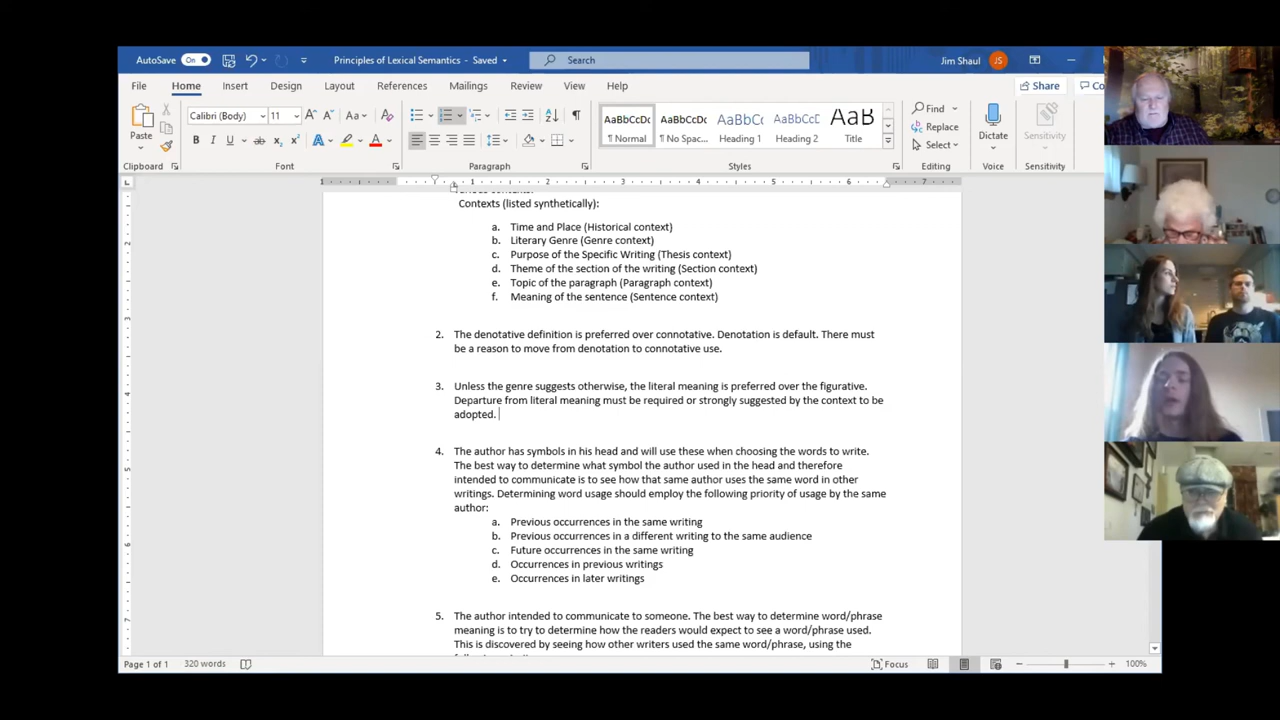 AutoSave On Principles of Lexical Semantics - Saved Search Jim Shaul JS
File Home Insert Design Layout References Mailings Review View Help Share Co
Calibri (Body) 11 Aa
Paste B I U ab A A
AaBbCcDc AaBbCcDc AaBbCc AaBbCcD AaB
¶ Normal ¶ No Spac... Heading 1 Heading 2 Title
Find
Replace
Select
Dictate
Sensitivity
Clipboard Font Paragraph Styles Editing Voice Sensitivity
1 1 2 3 4 5 6 7
Contexts (listed synthetically):
a. Time and Place (Historical context)
b. Literary Genre (Genre context)
c. Purpose of the Specific Writing (Thesis context)
d. Theme of the section of the writing (Section context)
e. Topic of the paragraph (Paragraph context)
f. Meaning of the sentence (Sentence context)
2. The denotative definition is preferred over connotative. Denotation is default. There must
be a reason to move from denotation to connotative use.
3. Unless the genre suggests otherwise, the literal meaning is preferred over the figurative.
Departure from literal meaning must be required or strongly suggested by the context to be
adopted.
4. The author has symbols in his head and will use these when choosing the words to write.
The best way to determine what symbol the author used in the head and therefore
intended to communicate is to see how that same author uses the same word in other
writings. Determining word usage should employ the following priority of usage by the same
author:
a. Previous occurrences in the same writing
b. Previous occurrences in a different writing to the same audience
c. Future occurrences in the same writing
d. Occurrences in previous writings
e. Occurrences in later writings
5. The author intended to communicate to someone. The best way to determine word/phrase
meaning is to try to determine how the readers would expect to see a word/phrase used.
This is discovered by seeing how other writers used the same word/phrase, using the
Page 1 of 1 320 words Focus 100%